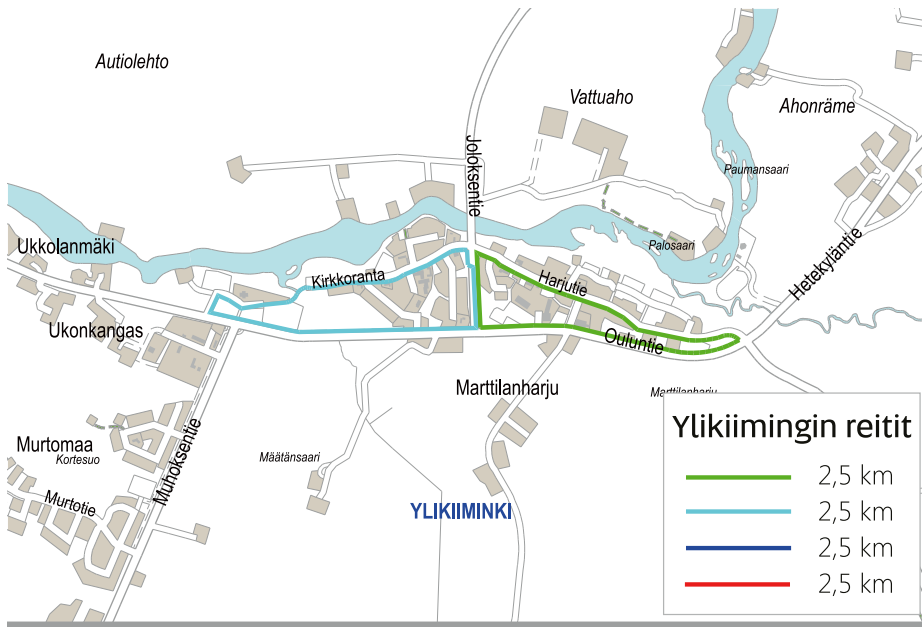 Autiolehto
Vattuaho
Ahonräme
Joloksentie
Paumansaari
Ukkolanmäki
Palosaari
Hetekyläntie
Kirkkoranta
Harjutie
Ukonkangas
Ouluntie
Marttilanharju
Marttilanharju
Murtomaa
Kortesuo
Muhoksentie
Määtänsaari
Murtotie
YLIKIIMINKI
Ylikiimingin reitit
2,5 km
2,5 km
2,5 km
2,5 km